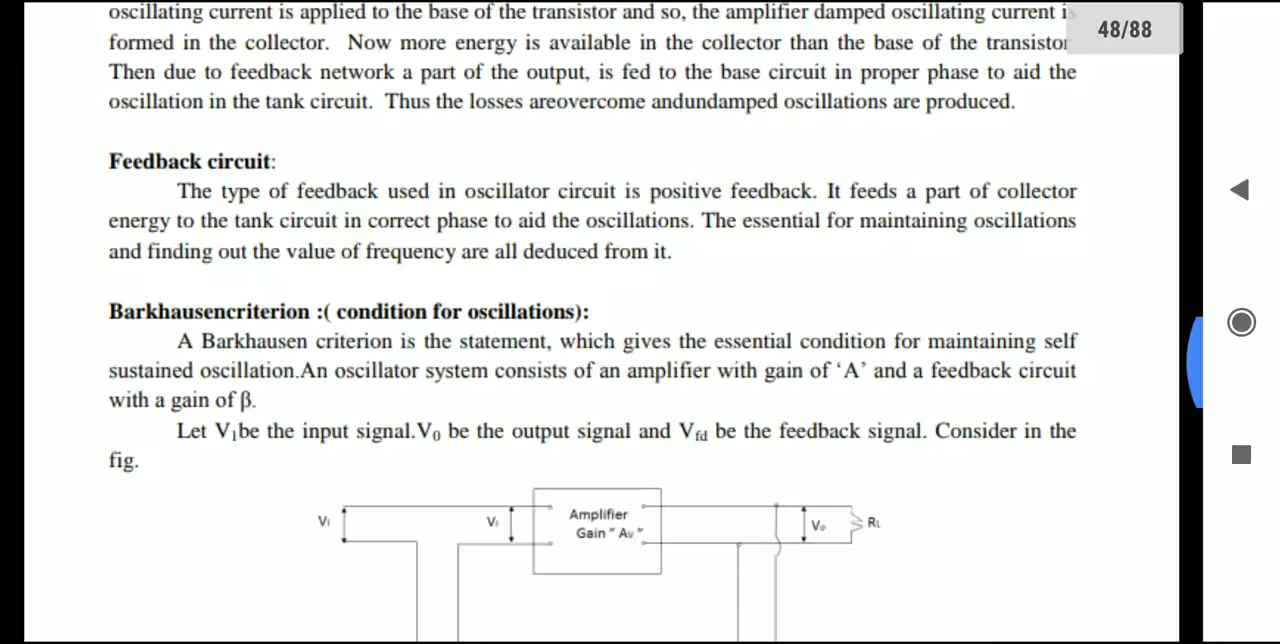 oscillating current is applied to the base of the transistor and so, the amplifier damped oscillating current is
48/88
formed in the collector. Now more energy is available in the collector than the base of the transistor
Then due to feedback network a part of the output, is fed to the base circuit in proper phase to aid the
oscillation in the tank circuit. Thus the losses areovercome andundamped oscillations are produced.
Feedback circuit:
The type of feedback used in oscillator circuit is positive feedback. It feeds a part of collector
energy to the tank circuit in correct phase to aid the oscillations. The essential for maintaining oscillations
and finding out the value of frequency are all deduced from it.
Barkhausencriterion :( condition for oscillations):
A Barkhausen criterion is the statement, which gives the essential condition for maintaining self
sustained oscillation.An oscillator system consists of an amplifier with gain of ‘A’ and a feedback circuit
with a gain of β.
Let V₁be the input signal.V₀ be the output signal and Vfd be the feedback signal. Consider in the
fig.
Vi
Vi
Amplifier
Gain “ Av ”
Vo
RL